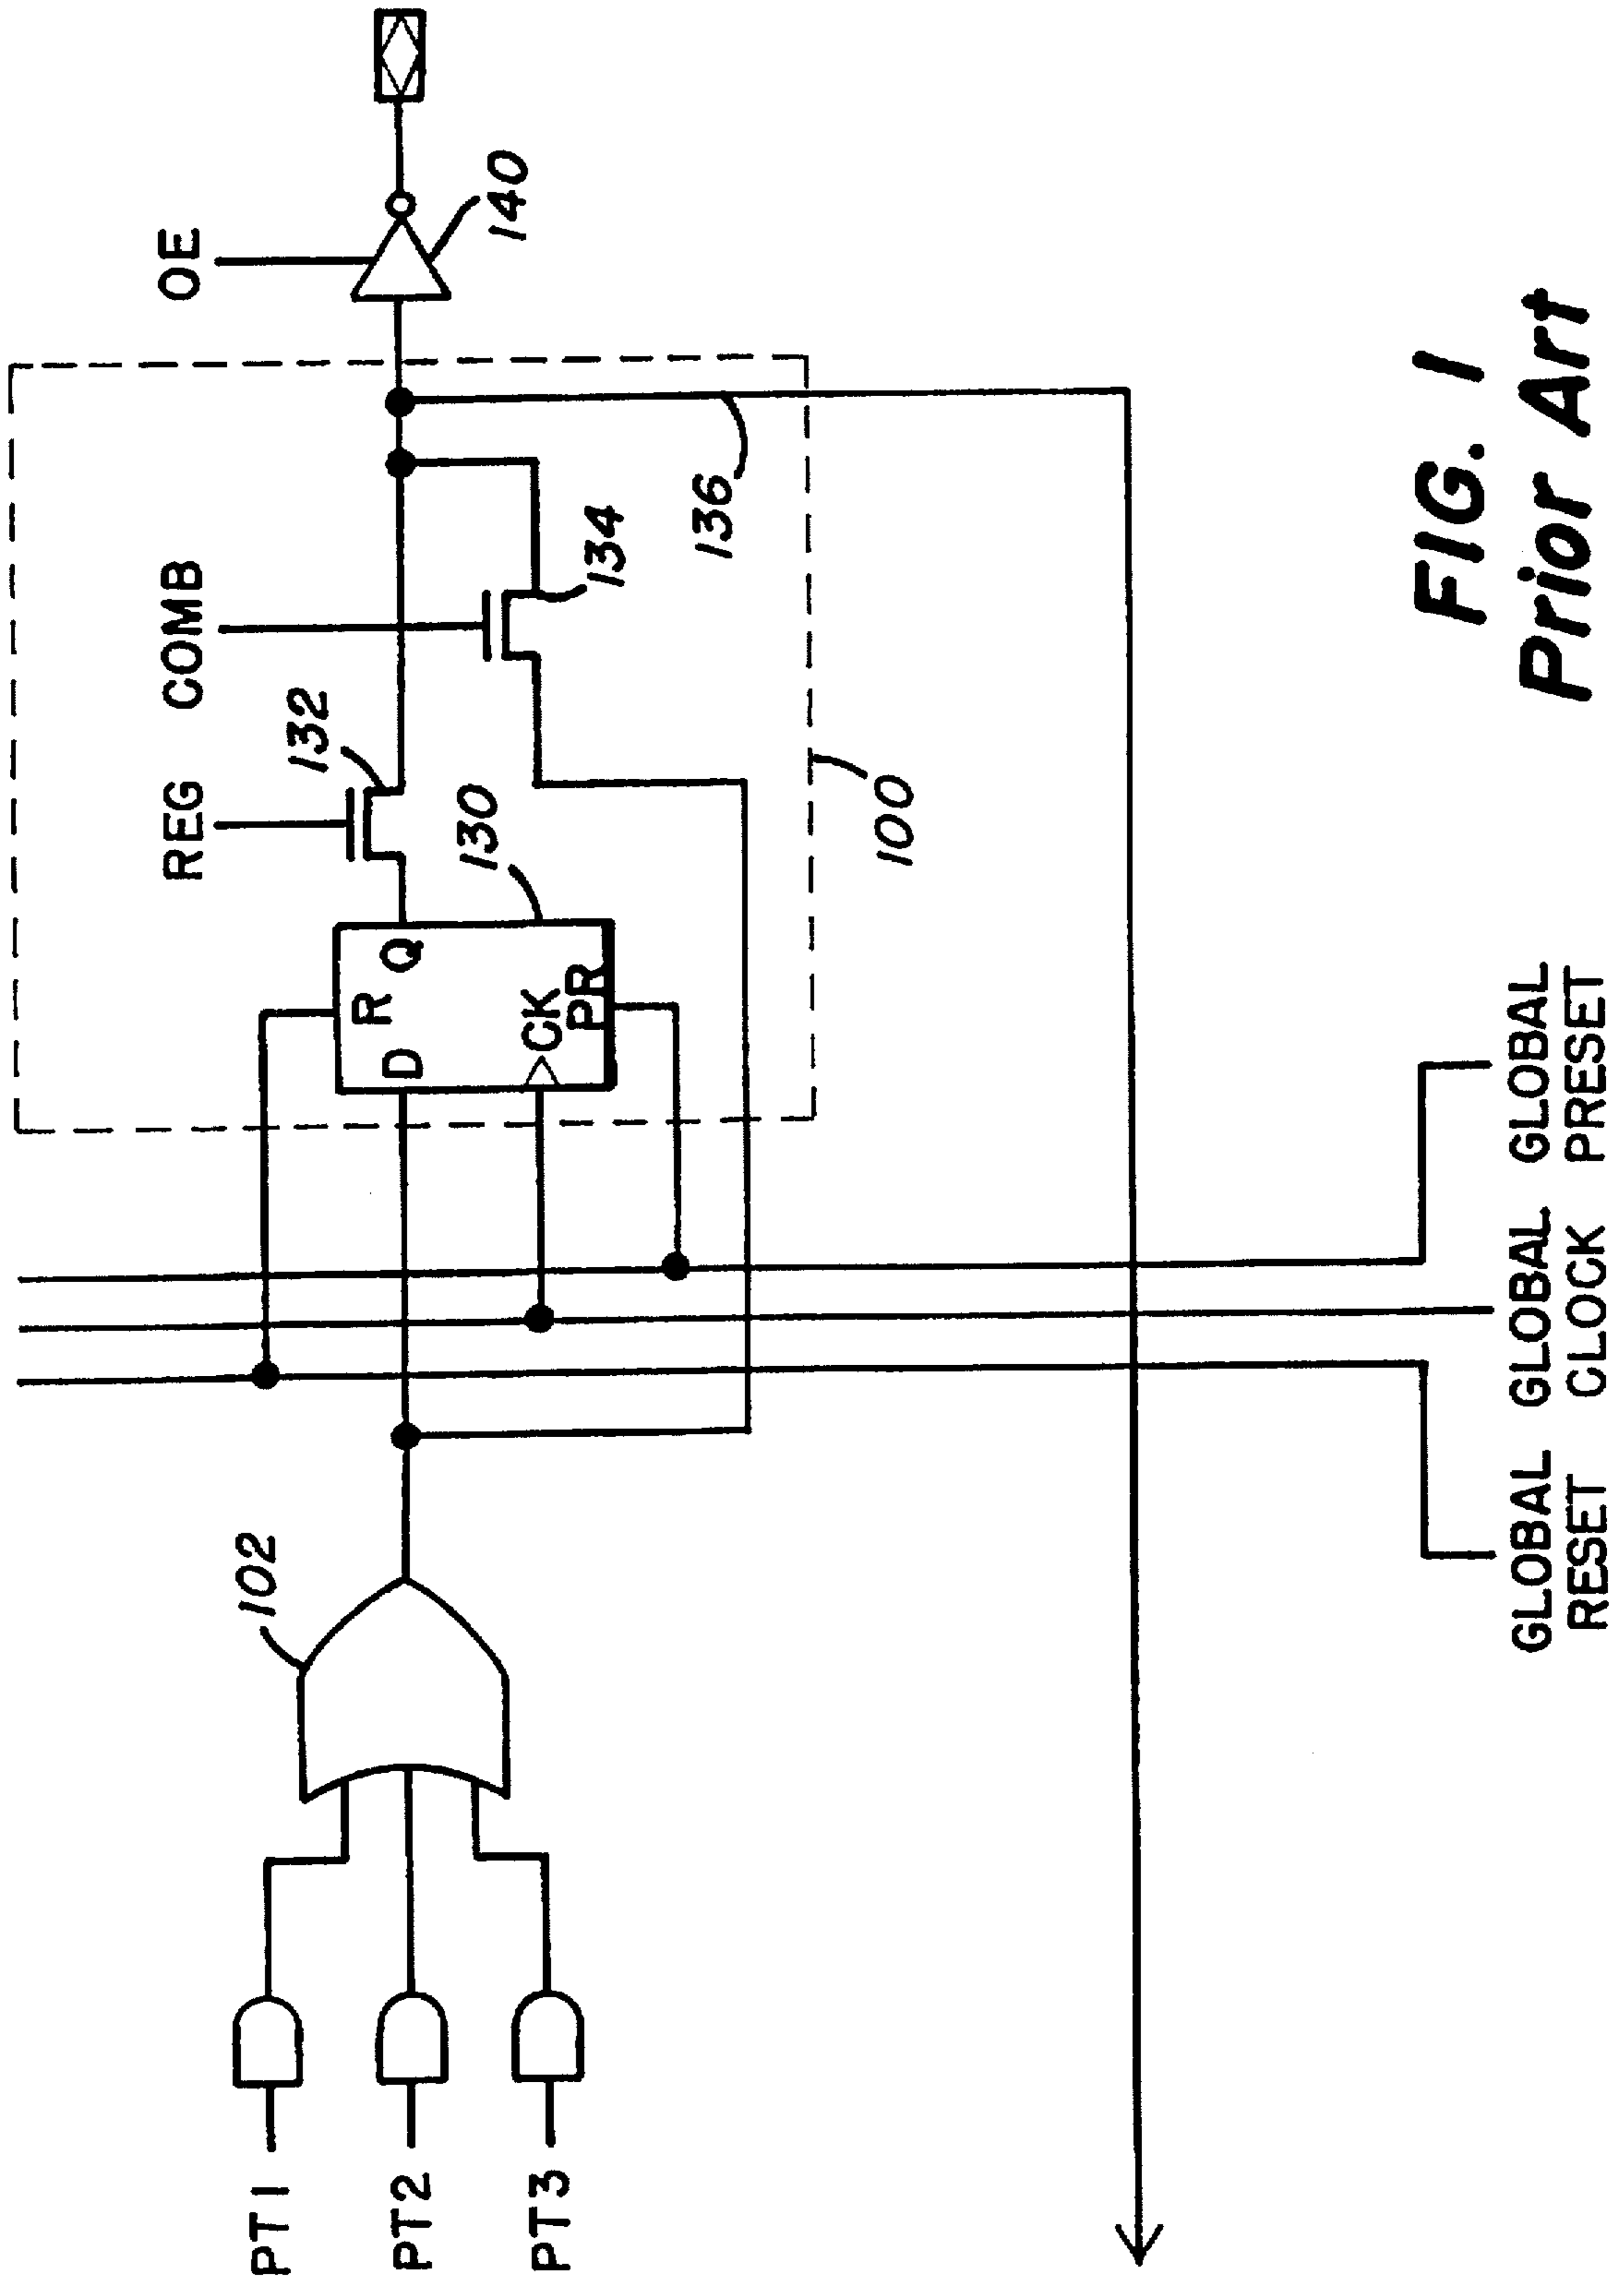 REG
COMB
OE
132
130
R
D
Q
CK
PR
134
136
140
100
102
PT1
PT2
PT3
GLOBAL
RESET
GLOBAL
CLOCK
GLOBAL
PRESET
FIG. 1
Prior Art